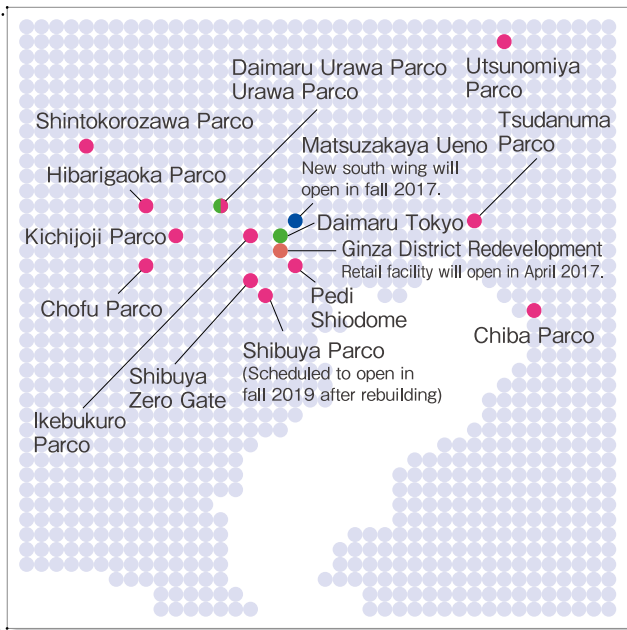 Daimaru Urawa Parco
Urawa Parco
Utsunomiya
Parco
Shintokorozawa Parco
Tsudanuma
Parco
Matsuzakaya Ueno
New south wing will
open in fall 2017.
Hibarigaoka Parco
Daimaru Tokyo
Kichijoji Parco
Ginza District Redevelopment
Retail facility will open in April 2017.
Chofu Parco
Pedi
Shiodome
Chiba Parco
Shibuya Parco
(Scheduled to open in
fall 2019 after rebuilding)
Shibuya
Zero Gate
Ikebukuro
Parco